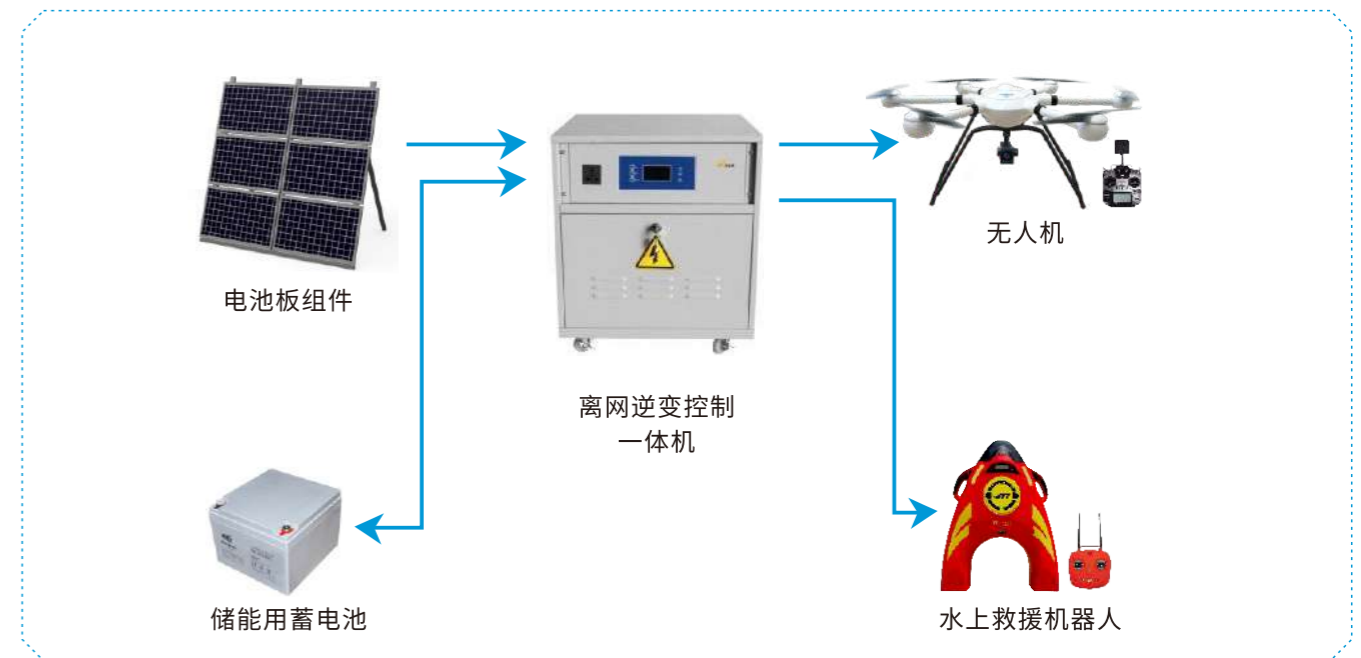 无人机
电池板组件
离网逆变控制
一体机
储能用蓄电池
水上救援机器人